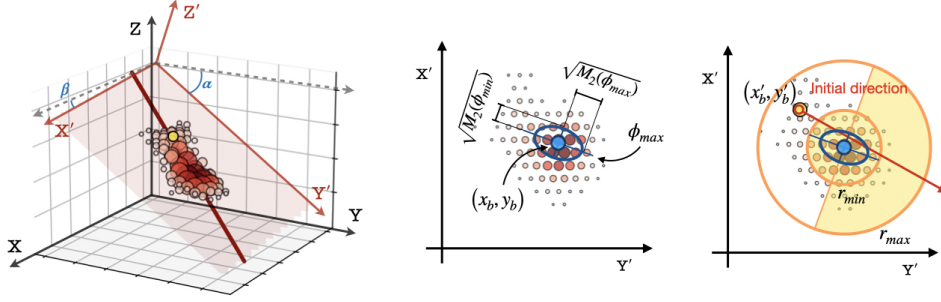 Z
Z′
β
α
X′
Y′
Y
X
X′
√M₂(ϕmin)
√M₂(ϕmax)
ϕmax
(xb, yb)
Y′
X′
(x′b, y′b)
Initial direction
rmin
rmax
Y′